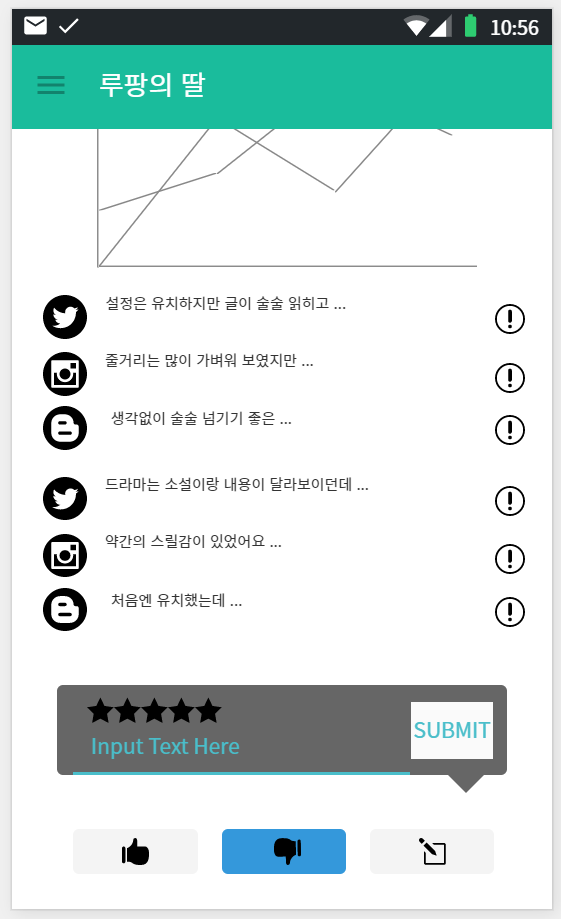 10:56
루팡의 딸
설정은 유치하지만 글이 술술 읽히고 ...
줄거리는 많이 가벼워 보였지만 ...
생각없이 술술 넘기기 좋은 ...
드라마는 소설이랑 내용이 달라보이던데 ...
약간의 스릴감이 있었어요 ...
처음엔 유치했는데 ...
Input Text Here
SUBMIT